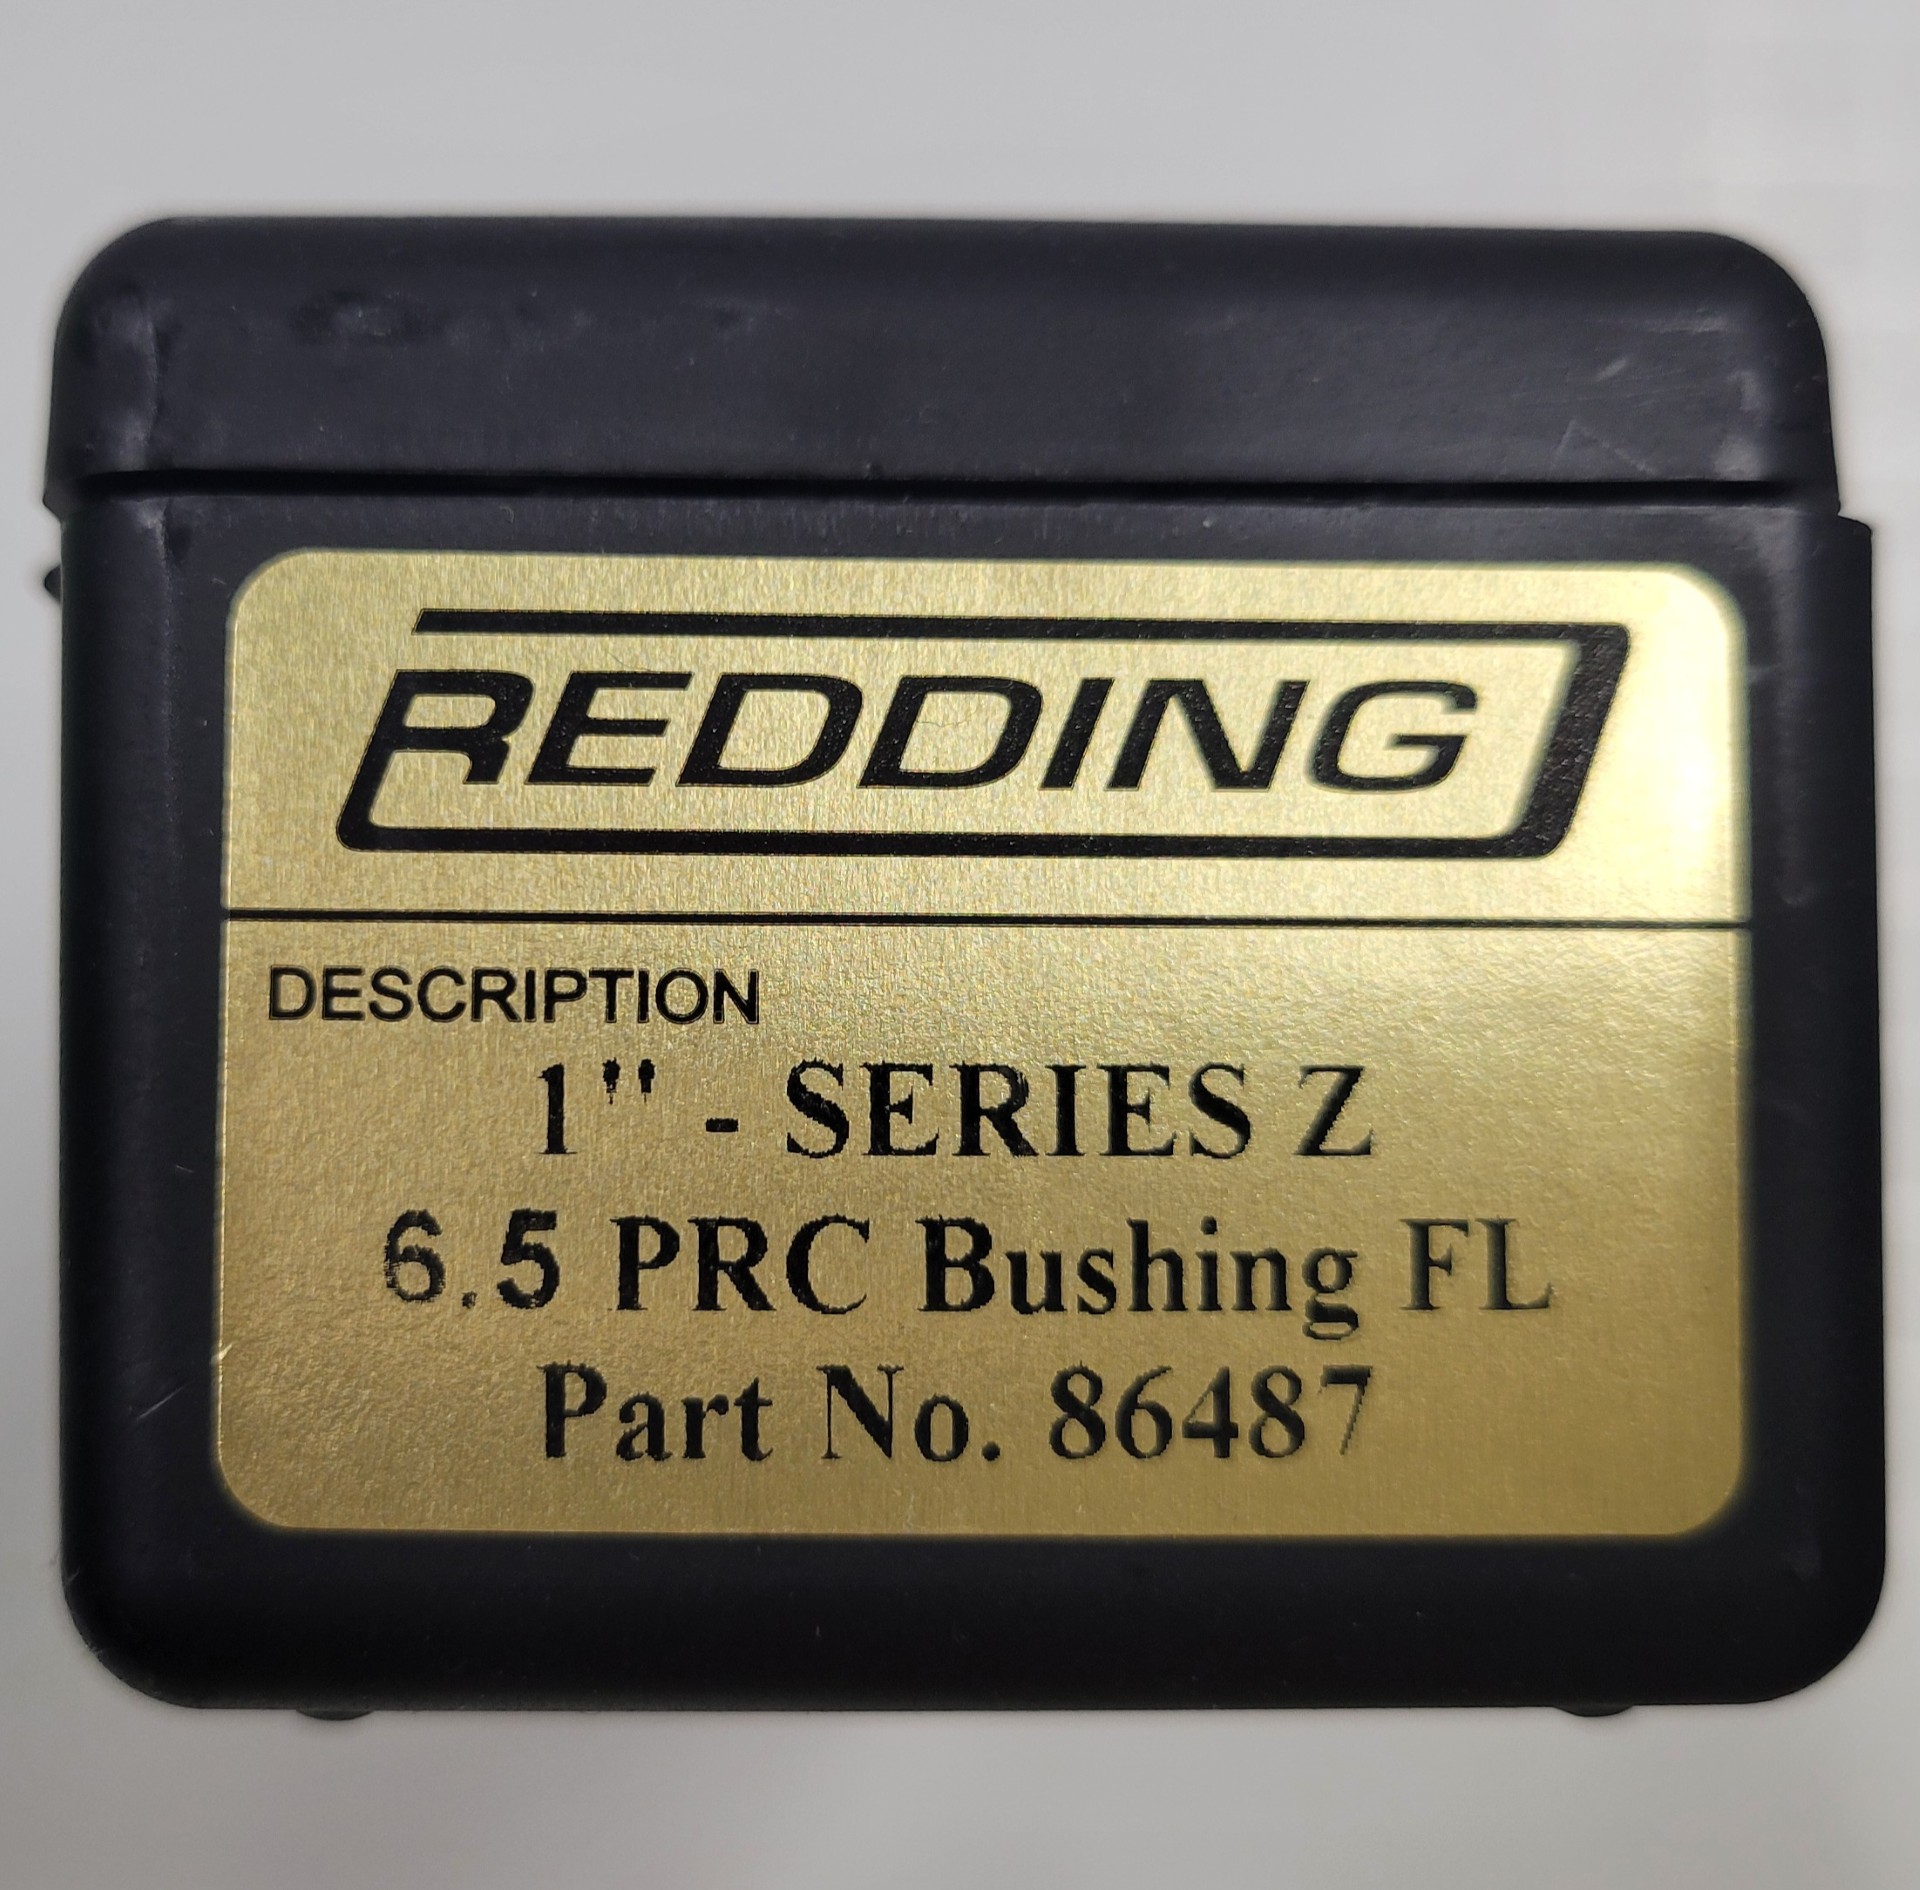 REDDING
DESCRIPTION
1" - SERIES Z
6.5 PRC Bushing FL
Part No. 86487